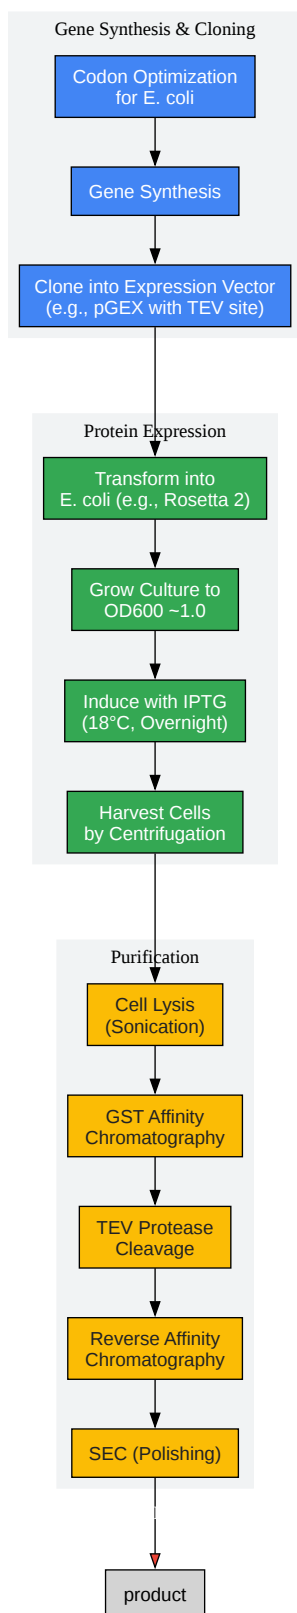 Gene Synthesis & Cloning
Codon Optimization
for E. coli
Gene Synthesis
Clone into Expression Vector
(e.g., pGEX with TEV site)
Protein Expression
Transform into
E. coli (e.g., Rosetta 2)
Grow Culture to
OD600 ~1.0
Induce with IPTG
(18°C, Overnight)
Harvest Cells
by Centrifugation
Purification
Cell Lysis
(Sonication)
GST Affinity
Chromatography
TEV Protease
Cleavage
Reverse Affinity
Chromatography
SEC (Polishing)
product